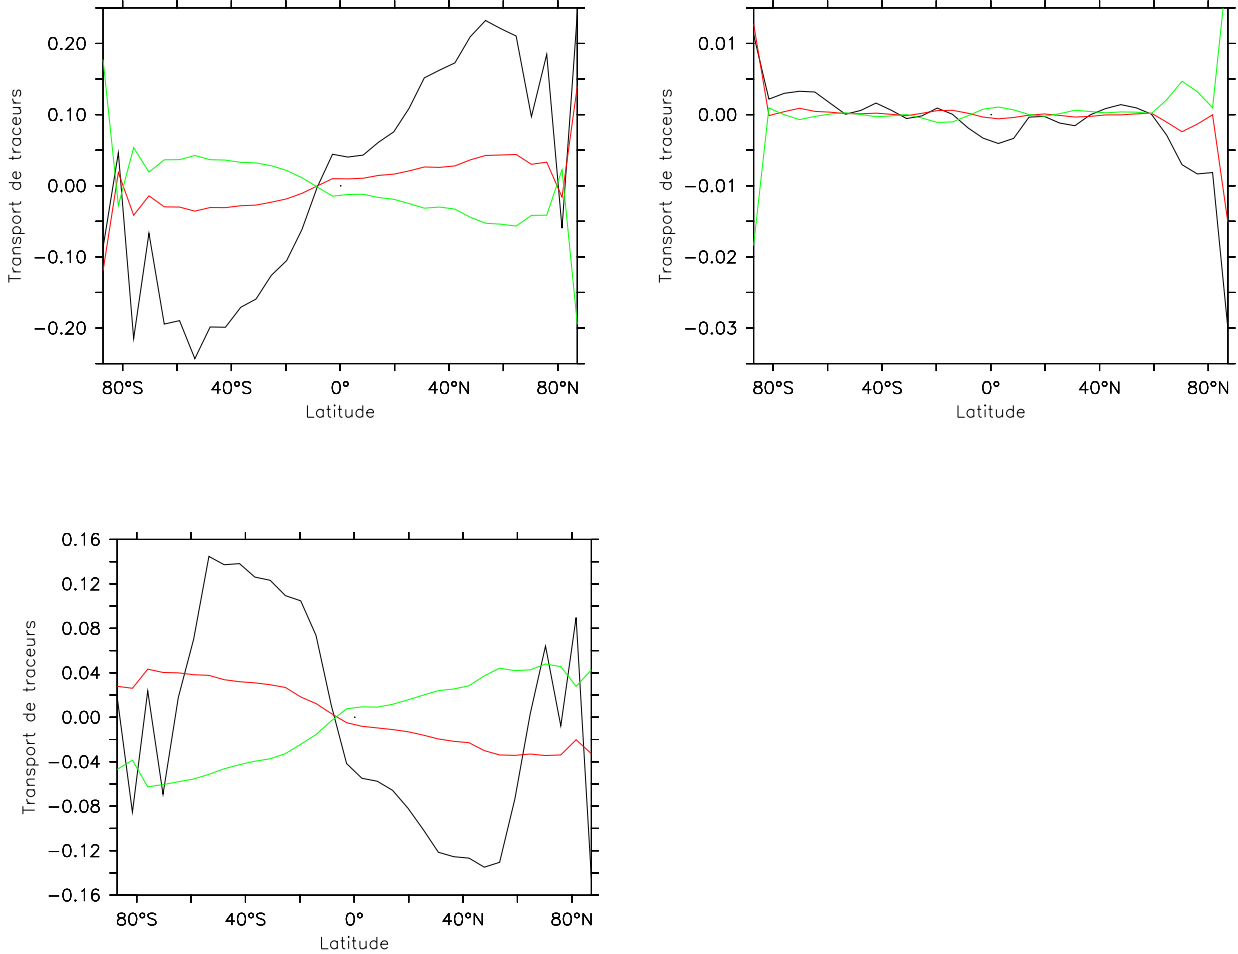 Transport de traceurs
0.20
0.10
0.00
−0.10
−0.20
80°S
40°S
0°
40°N
80°N
Latitude
Transport de traceurs
0.01
0.00
−0.01
−0.02
−0.03
80°S
40°S
0°
40°N
80°N
Latitude
Transport de traceurs
0.16
0.12
0.08
0.04
0.00
−0.04
−0.08
−0.12
−0.16
80°S
40°S
0°
40°N
80°N
Latitude